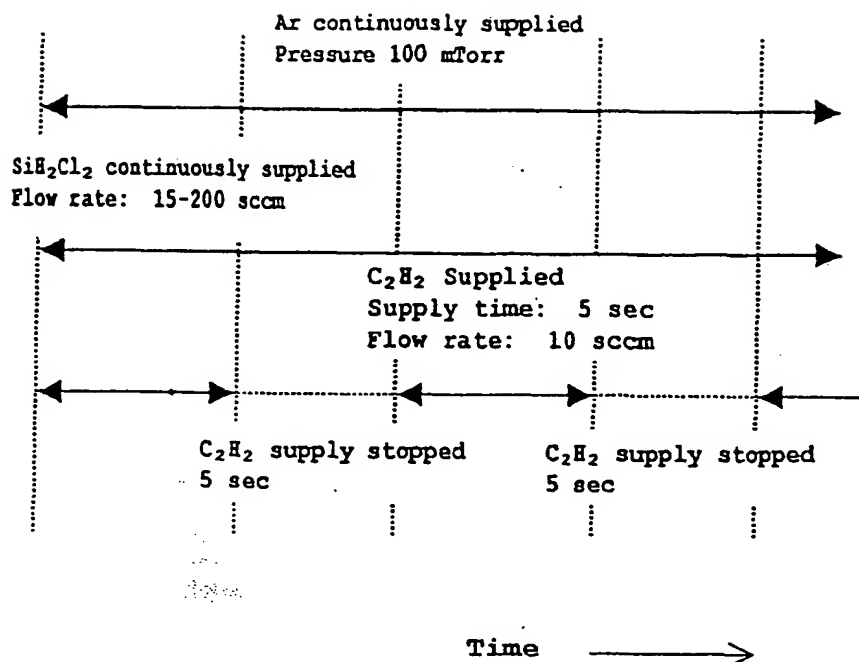 Ar continuously supplied
Pressure 100 mTorr
SiH₂Cl₂ continuously supplied
Flow rate: 15-200 sccm
C₂H₂ Supplied
Supply time: 5 sec
Flow rate: 10 sccm
C₂H₂ supply stopped
5 sec
C₂H₂ supply stopped
5 sec
Time